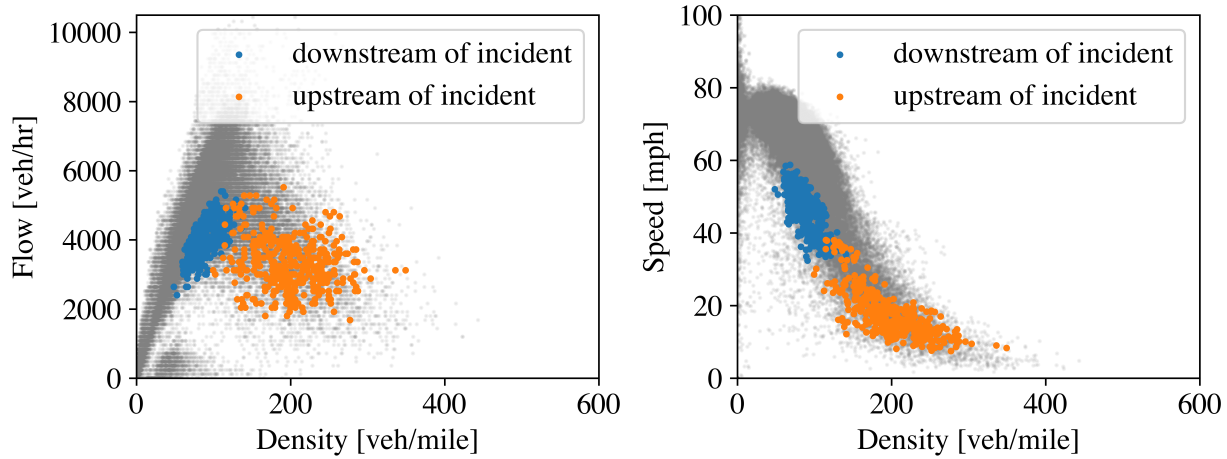 10000
8000
6000
4000
2000
0
Flow [veh/hr]
downstream of incident
upstream of incident
0 200 400 600
Density [veh/mile]
100
80
60
40
20
0
Speed [mph]
downstream of incident
upstream of incident
0 200 400 600
Density [veh/mile]